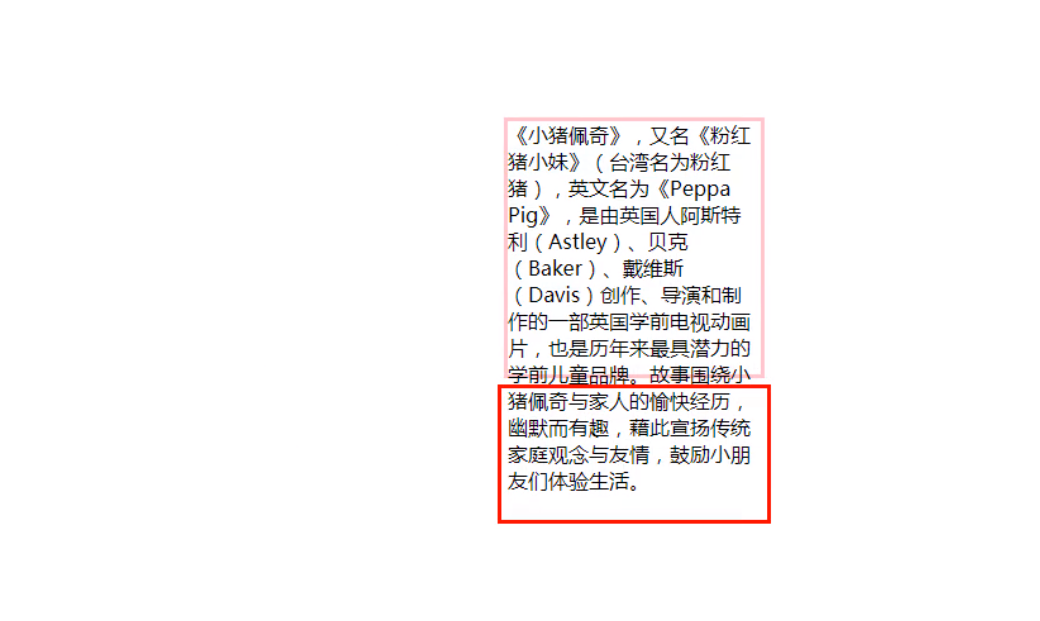 《小猪佩奇》，又名《粉红
猪小妹》（台湾名为粉红
猪），英文名为《Peppa
Pig》，是由英国人阿斯特
利（Astley）、贝克
（Baker）、戴维斯
（Davis）创作、导演和制
作的一部英国学前电视动画
片，也是历年来最具潜力的
学前儿童品牌。故事围绕小
猪佩奇与家人的愉快经历，
幽默而有趣，藉此宣扬传统
家庭观念与友情，鼓励小朋
友们体验生活。